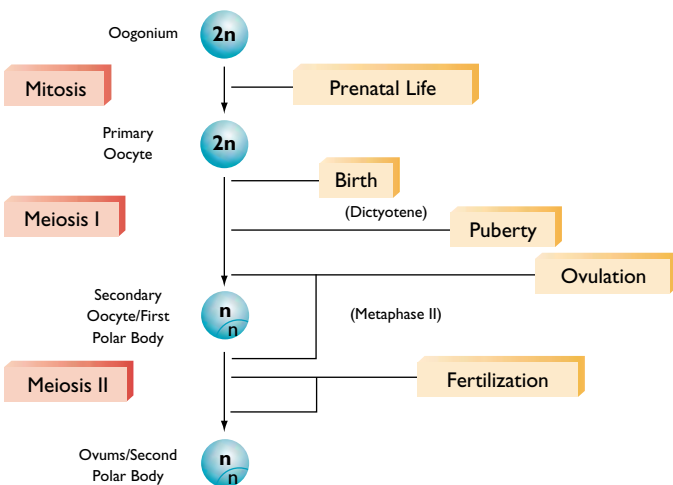 Oogonium
2n
Mitosis
Prenatal Life
Primary
Oocyte
2n
Birth
(Dictyotene)
Meiosis I
Puberty
Ovulation
Secondary
Oocyte/First
Polar Body
n
n
(Metaphase II)
Meiosis II
Fertilization
Ovums/Second
Polar Body
n
n